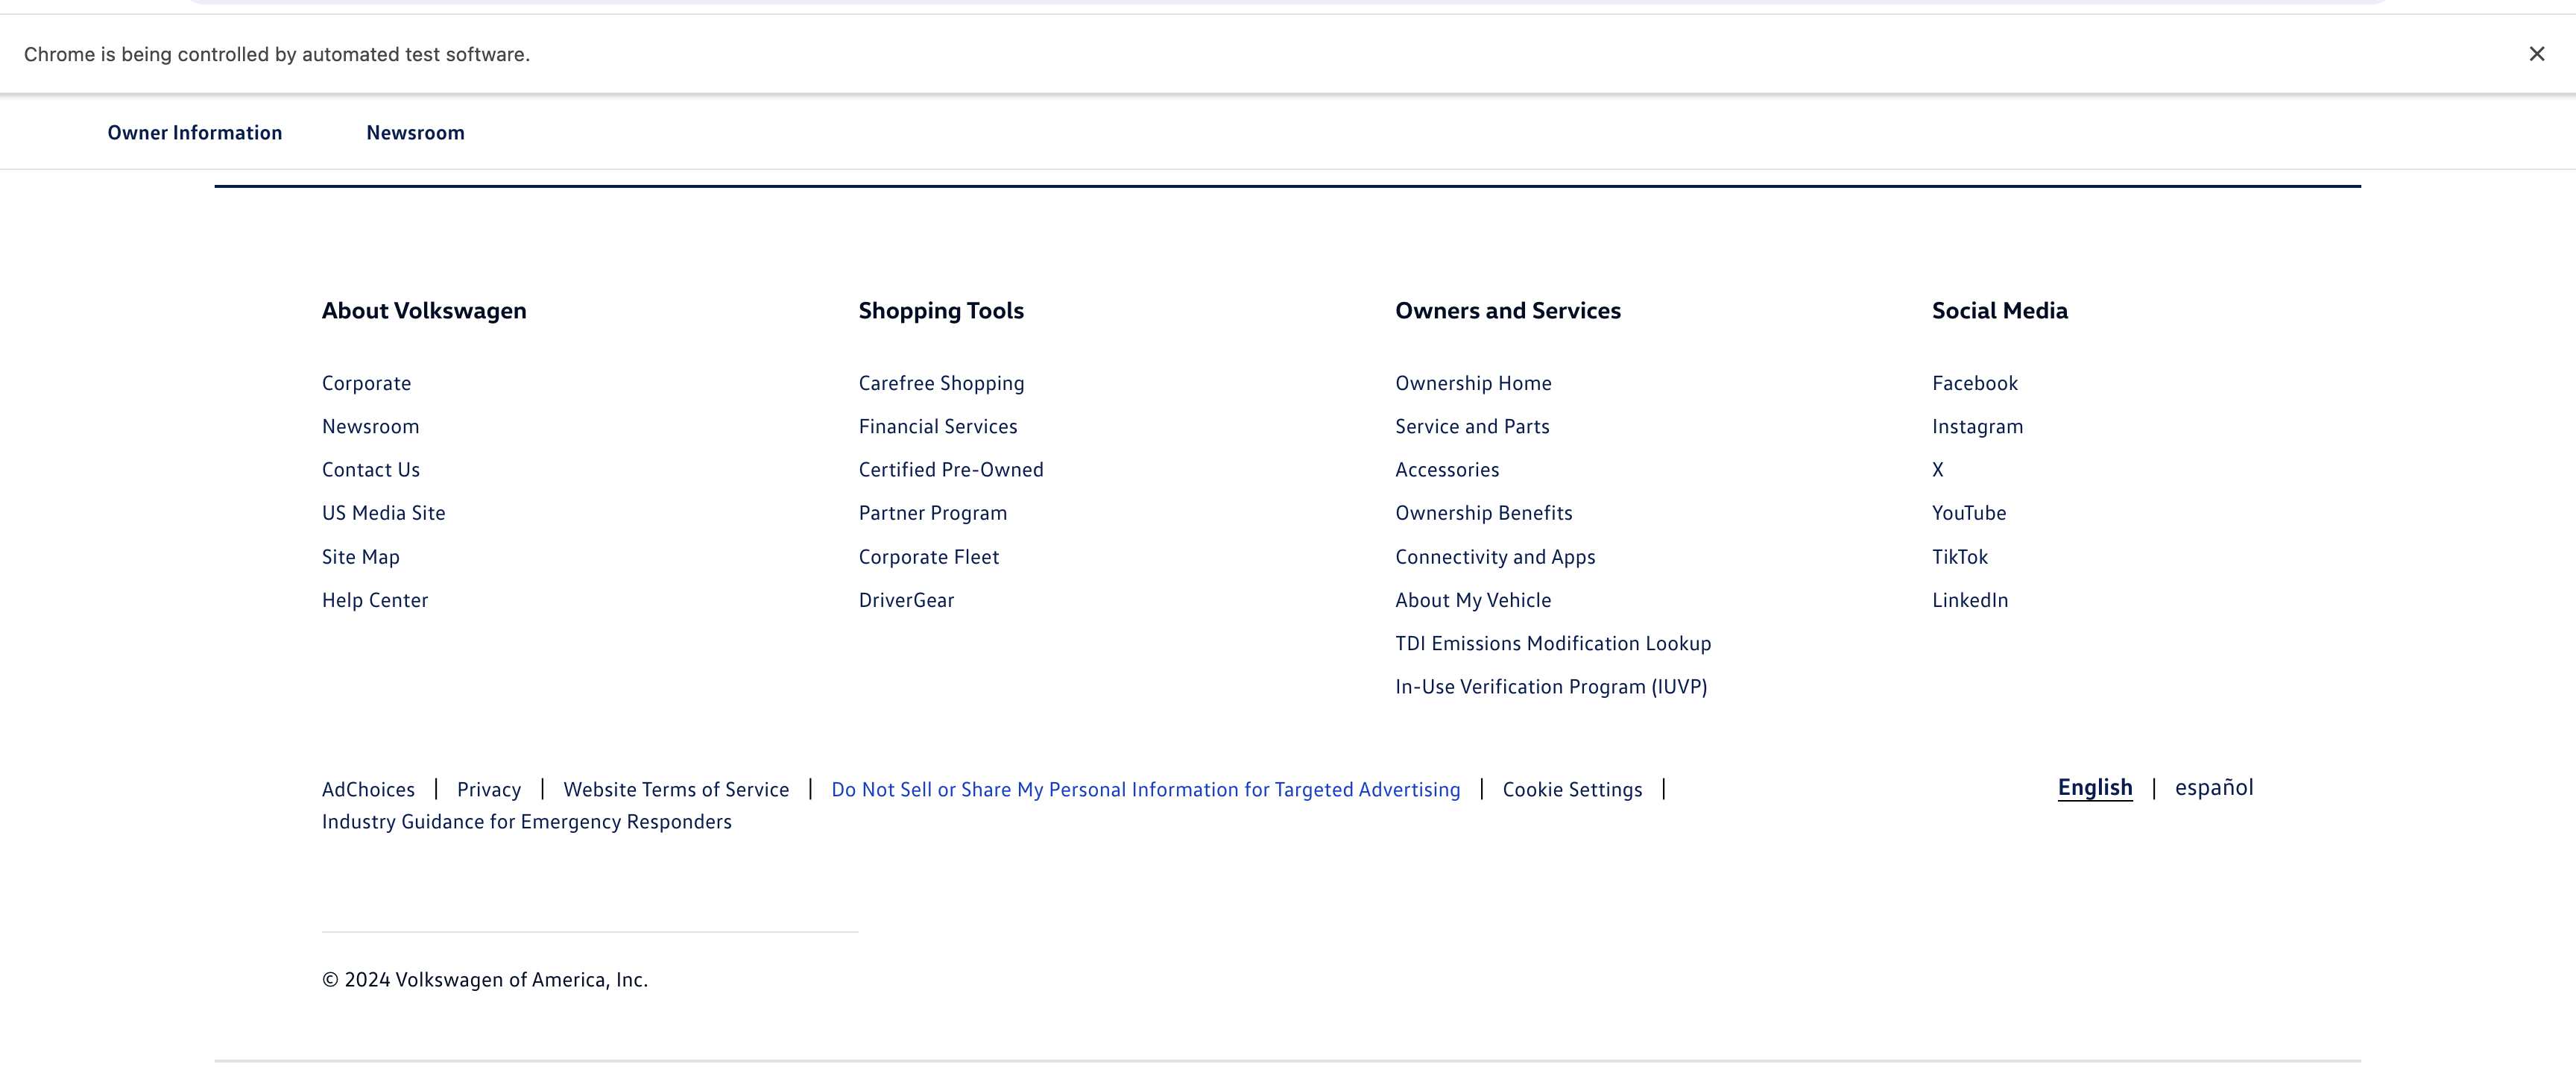 Chrome is being controlled by automated test software.
Owner Information
Newsroom
About Volkswagen
Corporate
Newsroom
Contact Us
US Media Site
Site Map
Help Center
Shopping Tools
Carefree Shopping
Financial Services
Certified Pre-Owned
Partner Program
Corporate Fleet
DriverGear
Owners and Services
Ownership Home
Service and Parts
Accessories
Ownership Benefits
Connectivity and Apps
About My Vehicle
TDI Emissions Modification Lookup
In-Use Verification Program (IUVP)
Social Media
Facebook
Instagram
X
YouTube
TikTok
LinkedIn
AdChoices | Privacy | Website Terms of Service | Do Not Sell or Share My Personal Information for Targeted Advertising | Cookie Settings |
Industry Guidance for Emergency Responders
English | español
© 2024 Volkswagen of America, Inc.